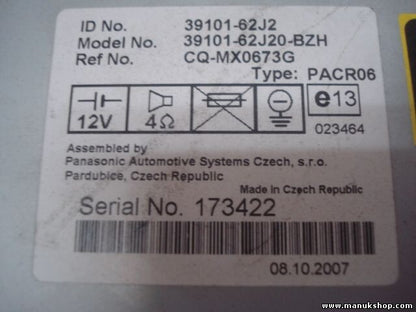 ID No. 39101-62J2
Model No. 39101-62J20-BZH
Ref No. CQ-MX0673G
Type: PACR06
12V 4Ω e13
023464
Assembled by
Panasonic Automotive Systems Czech, s.r.o.
Pardubice, Czech Republic
Made in Czech Republic
Serial No. 173422
08.10.2007
www.manukshop.com